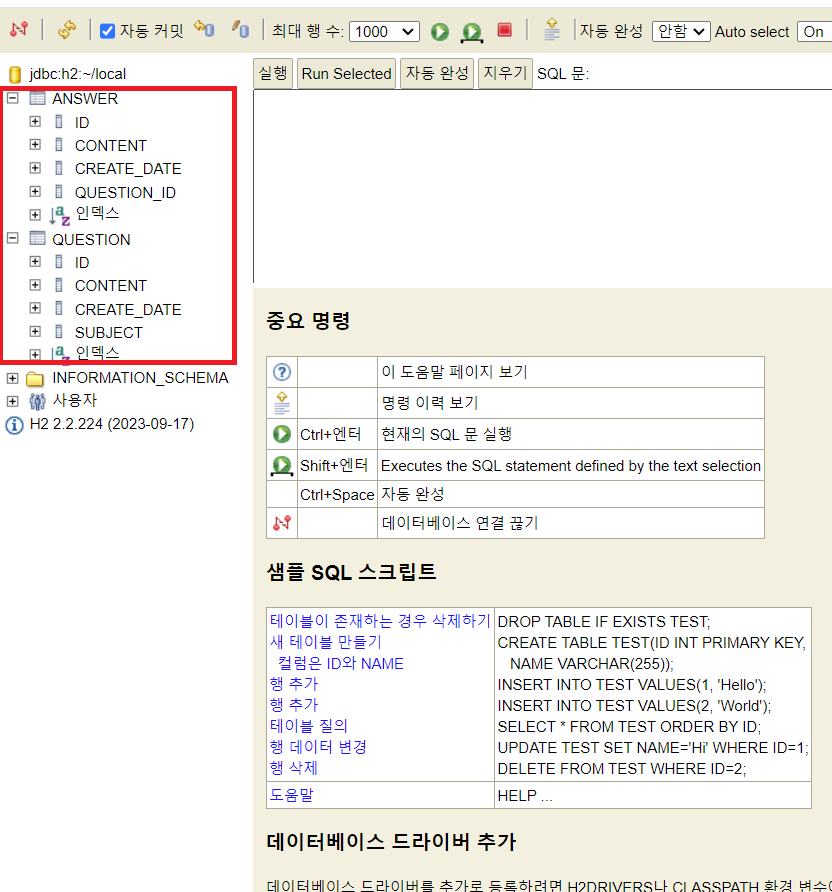 자동 커밋 최대 행 수: 1000 자동 완성 안함 Auto select On
jdbc:h2:~/local
ANSWER
ID
CONTENT
CREATE_DATE
QUESTION_ID
인덱스
QUESTION
ID
CONTENT
CREATE_DATE
SUBJECT
인덱스
INFORMATION_SCHEMA
사용자
H2 2.2.224 (2023-09-17)
실행 Run Selected 자동 완성 지우기 SQL 문:
중요 명령
이 도움말 페이지 보기
명령 이력 보기
Ctrl+엔터 현재의 SQL 문 실행
Shift+엔터 Executes the SQL statement defined by the text selection
Ctrl+Space 자동 완성
데이터베이스 연결 끊기
샘플 SQL 스크립트
테이블이 존재하는 경우 삭제하기 DROP TABLE IF EXISTS TEST;
새 테이블 만들기 CREATE TABLE TEST(ID INT PRIMARY KEY,
컬럼은 ID와 NAME NAME VARCHAR(255));
행 추가 INSERT INTO TEST VALUES(1, 'Hello');
행 추가 INSERT INTO TEST VALUES(2, 'World');
테이블 질의 SELECT * FROM TEST ORDER BY ID;
행 데이터 변경 UPDATE TEST SET NAME='Hi' WHERE ID=1;
행 삭제 DELETE FROM TEST WHERE ID=2;
도움말 HELP ...
데이터베이스 드라이버 추가
데이터베이스 드라이버를 추가로 등록하려면 H2DRIVERS나 CLASSPATH 환경